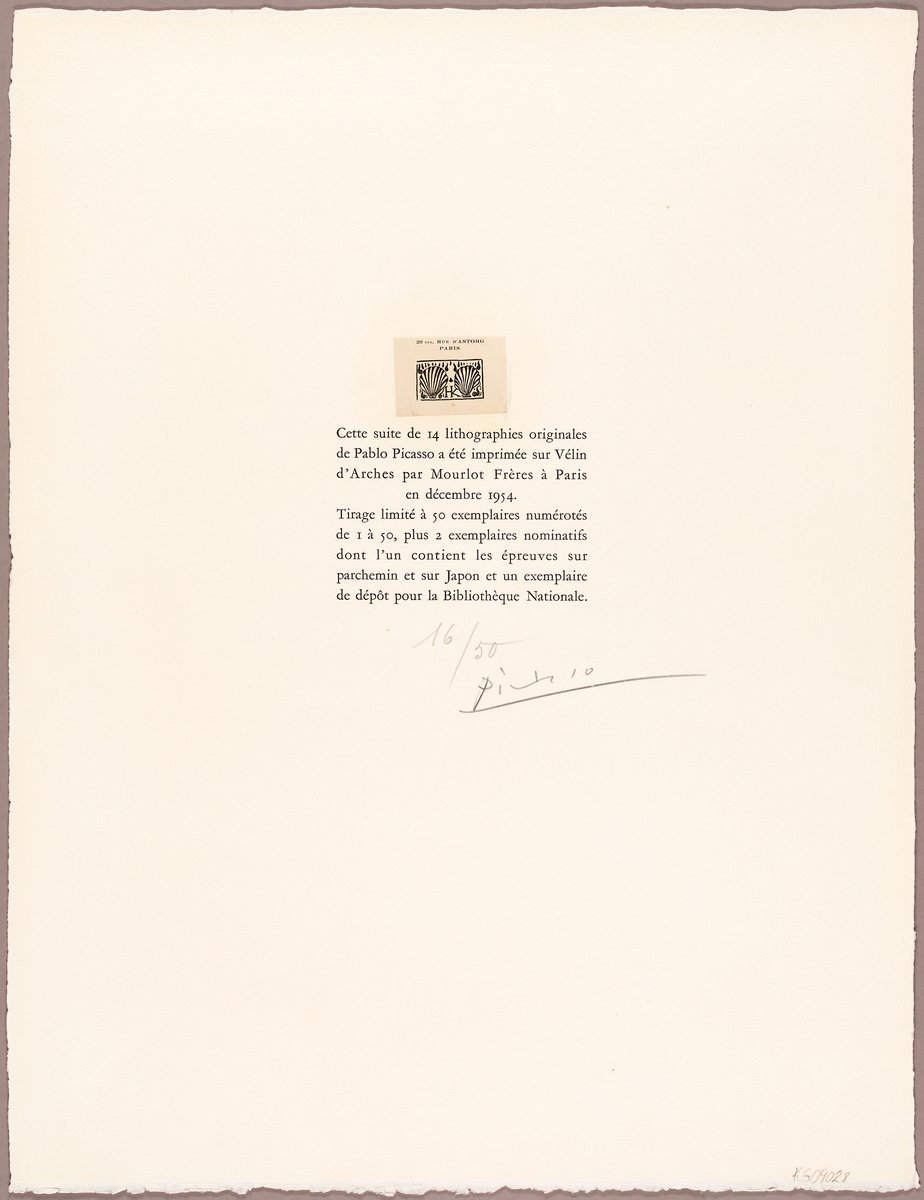 29 BIS, RUE D'ASTORG
PARIS
HK
Cette suite de 14 lithographies originales
de Pablo Picasso a été imprimée sur Vélin
d'Arches par Mourlot Frères à Paris
en décembre 1954.
Tirage limité à 50 exemplaires numérotés
de 1 à 50, plus 2 exemplaires nominatifs
dont l'un contient les épreuves sur
parchemin et sur Japon et un exemplaire
de dépôt pour la Bibliothèque Nationale.
16/50
Picasso
KG09028